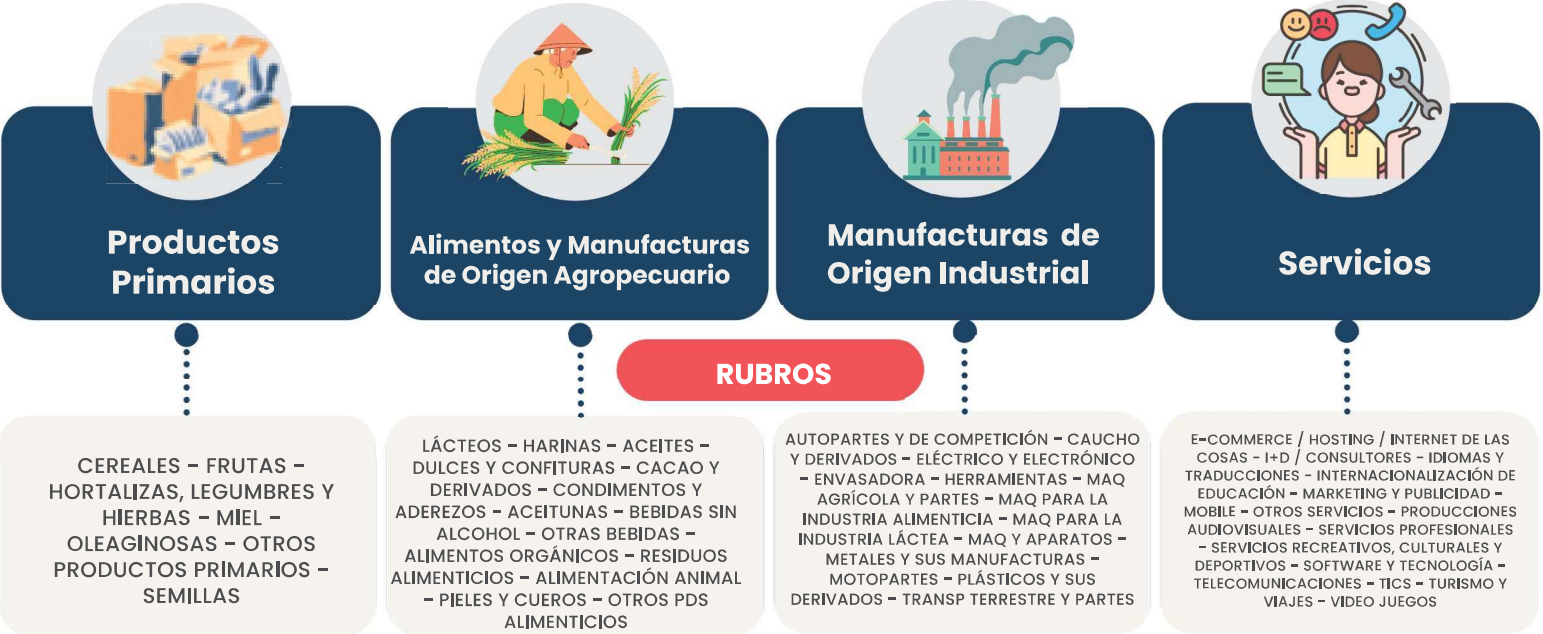 Productos
Primarios
Alimentos y Manufacturas
de Origen Agropecuario
Manufacturas de
Origen Industrial
Servicios
RUBROS
CEREALES – FRUTAS –
HORTALIZAS, LEGUMBRES Y
HIERBAS – MIEL –
OLEAGINOSAS – OTROS
PRODUCTOS PRIMARIOS –
SEMILLAS
LÁCTEOS – HARINAS – ACEITES –
DULCES Y CONFITURAS – CACAO Y
DERIVADOS – CONDIMENTOS Y
ADEREZOS – ACEITUNAS – BEBIDAS SIN
ALCOHOL – OTRAS BEBIDAS –
ALIMENTOS ORGÁNICOS – RESIDUOS
ALIMENTICIOS – ALIMENTACIÓN ANIMAL
– PIELES Y CUEROS – OTROS PDS
ALIMENTICIOS
AUTOPARTES Y DE COMPETICIÓN – CAUCHO
Y DERIVADOS – ELÉCTRICO Y ELECTRÓNICO
– ENVASADORA – HERRAMIENTAS – MAQ
AGRÍCOLA Y PARTES – MAQ PARA LA
INDUSTRIA ALIMENTICIA – MAQ PARA LA
INDUSTRIA LÁCTEA – MAQ Y APARATOS –
METALES Y SUS MANUFACTURAS –
MOTOPARTES – PLÁSTICOS Y SUS
DERIVADOS – TRANSP TERRESTRE Y PARTES
E-COMMERCE / HOSTING / INTERNET DE LAS
COSAS - I+D / CONSULTORES - IDIOMAS Y
TRADUCCIONES - INTERNACIONALIZACIÓN DE
EDUCACIÓN – MARKETING Y PUBLICIDAD –
MOBILE – OTROS SERVICIOS – PRODUCCIONES
AUDIOVISUALES – SERVICIOS PROFESIONALES
– SERVICIOS RECREATIVOS, CULTURALES Y
DEPORTIVOS – SOFTWARE Y TECNOLOGÍA –
TELECOMUNICACIONES – TICS – TURISMO Y
VIAJES – VIDEO JUEGOS